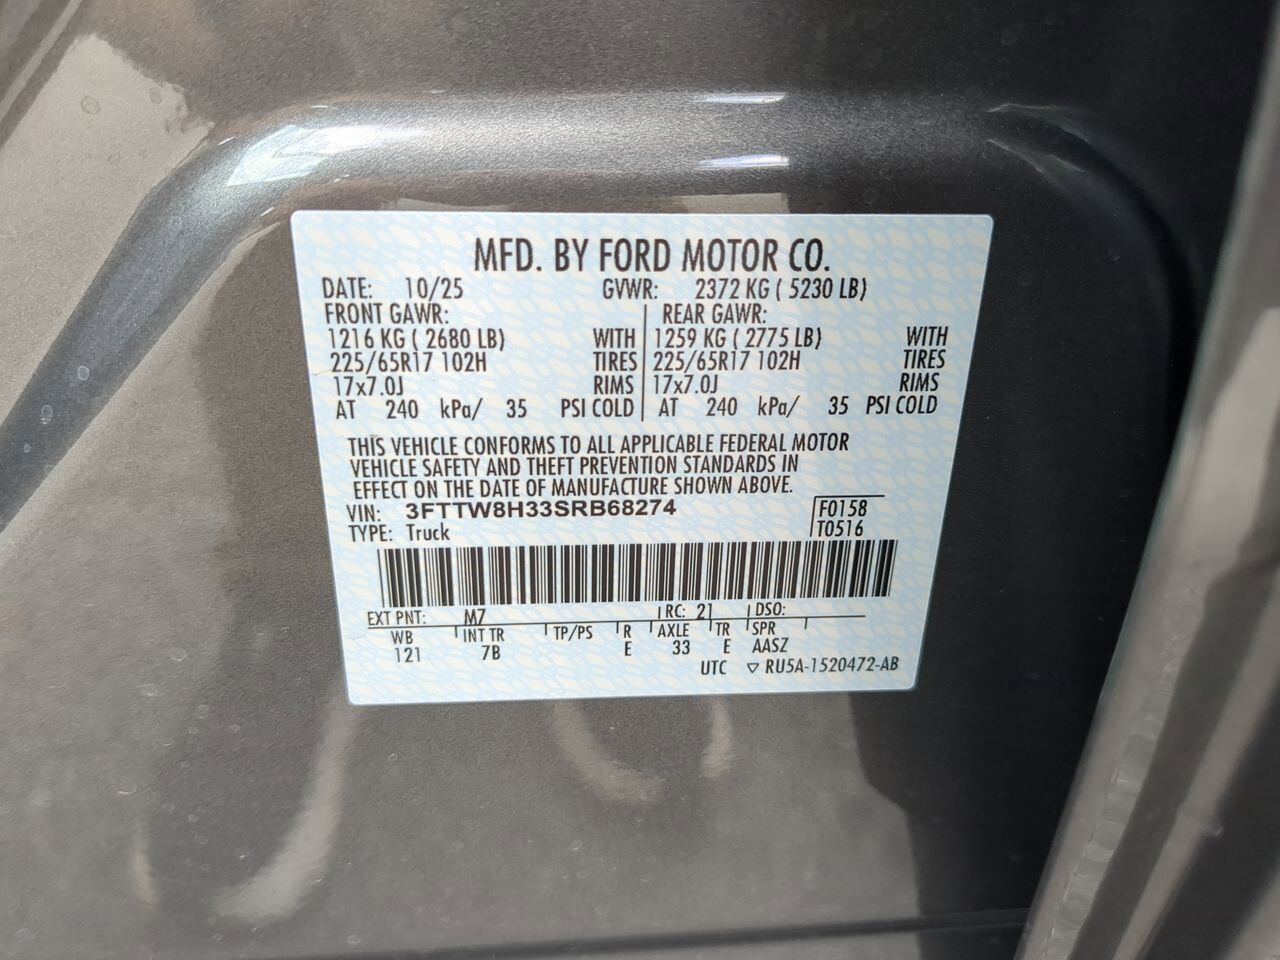 MFD. BY FORD MOTOR CO.
DATE: 10/25 GVWR: 2372 KG ( 5230 LB)
FRONT GAWR: REAR GAWR:
1216 KG ( 2680 LB) WITH 1259 KG ( 2775 LB) WITH
225/65R17 102H TIRES 225/65R17 102H TIRES
17x7.0J RIMS 17x7.0J RIMS
AT 240 kPa/ 35 PSI COLD AT 240 kPa/ 35 PSI COLD
THIS VEHICLE CONFORMS TO ALL APPLICABLE FEDERAL MOTOR
VEHICLE SAFETY AND THEFT PREVENTION STANDARDS IN
EFFECT ON THE DATE OF MANUFACTURE SHOWN ABOVE.
VIN: 3FTTW8H33SRB68274 F0158
TYPE: Truck T0516
EXT PNT: M7 RC: 21 DSO:
WB INT TR TP/PS R AXLE TR SPR
121 7B E 33 E AASZ
UTC ▽ RU5A-1520472-AB